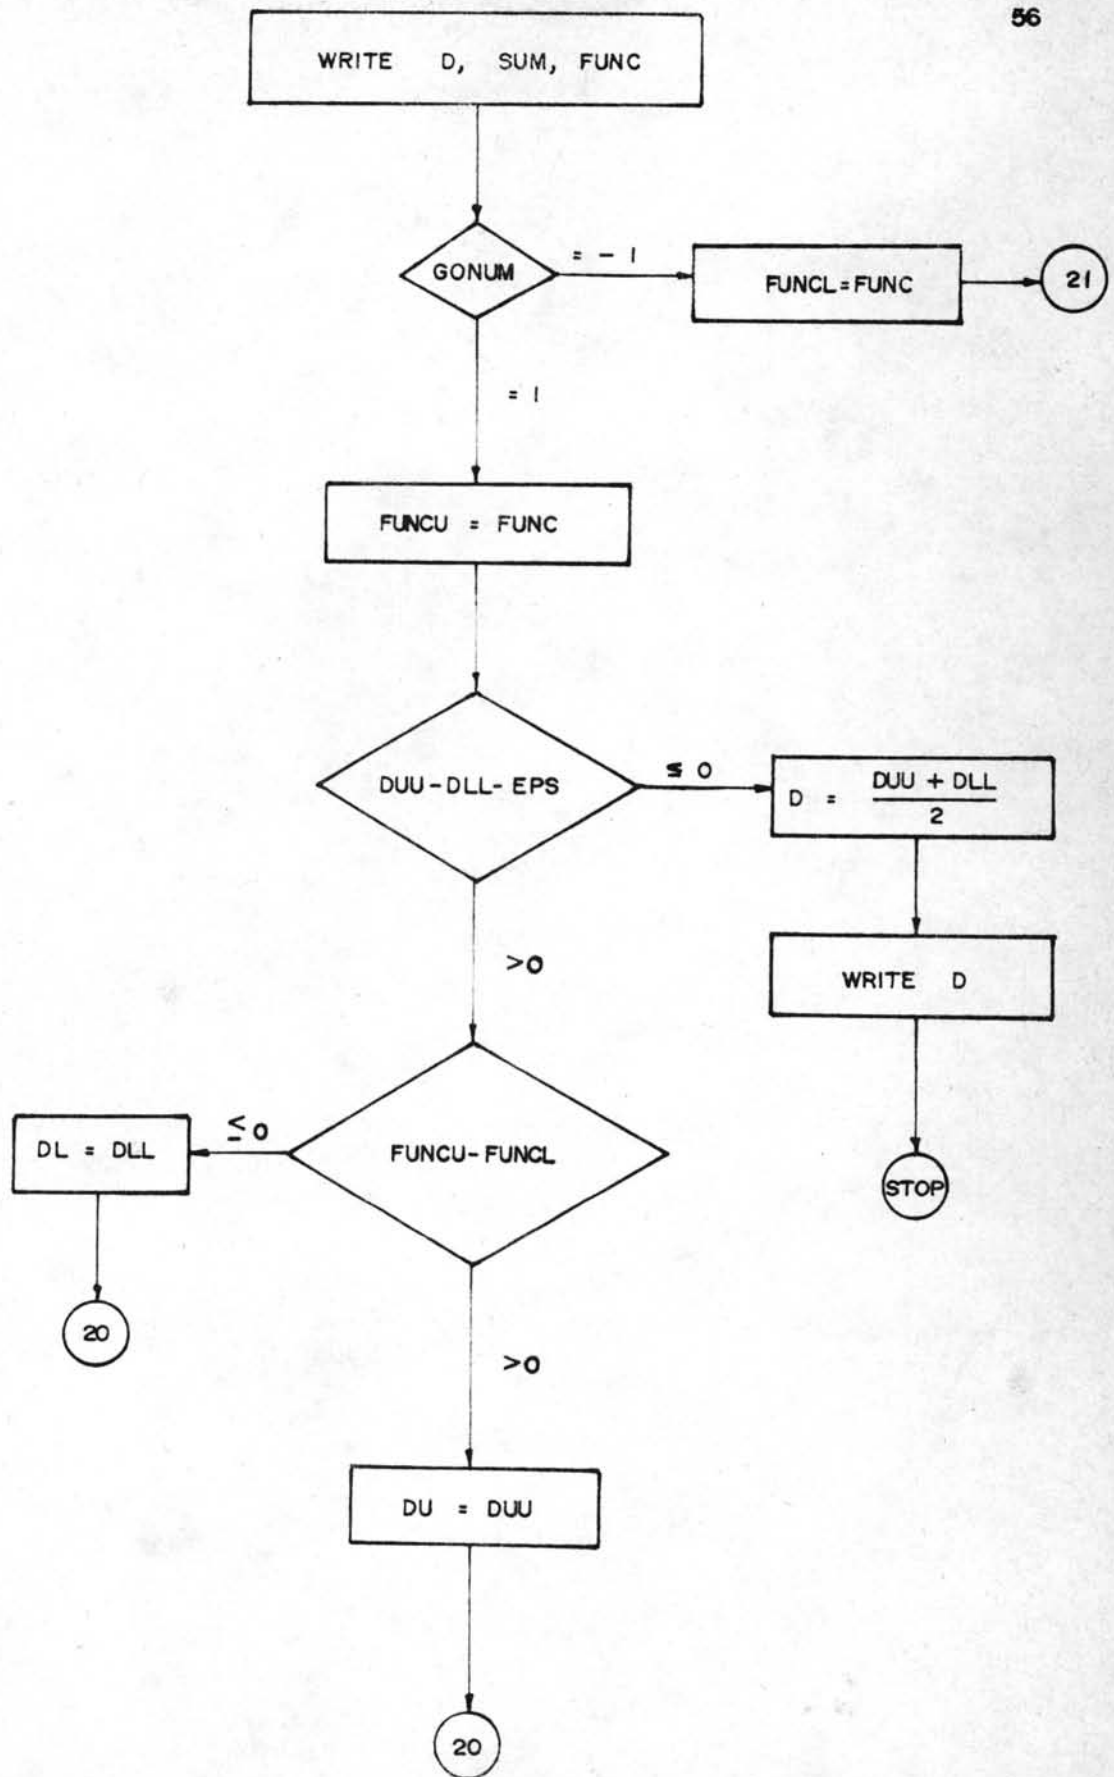 56
WRITE D, SUM, FUNC
GONUM
= - 1
FUNCL=FUNC
21
= 1
FUNCU = FUNC
DUU-DLL-EPS
≤ 0
D = DUU + DLL
2
>0
WRITE D
STOP
FUNCU-FUNCL
≤0
DL = DLL
20
>0
DU = DUU
20